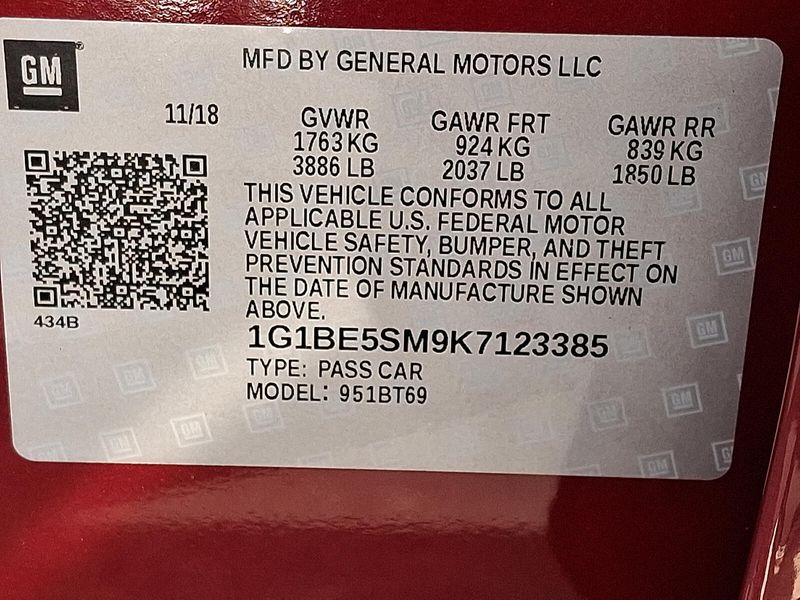 GM
MFD BY GENERAL MOTORS LLC
11/18
GVWR
1763 KG
3886 LB
GAWR FRT
924 KG
2037 LB
GAWR RR
839 KG
1850 LB
THIS VEHICLE CONFORMS TO ALL
APPLICABLE U.S. FEDERAL MOTOR
VEHICLE SAFETY, BUMPER, AND THEFT
PREVENTION STANDARDS IN EFFECT ON
THE DATE OF MANUFACTURE SHOWN
ABOVE.
434B
1G1BE5SM9K7123385
TYPE: PASS CAR
MODEL: 951BT69